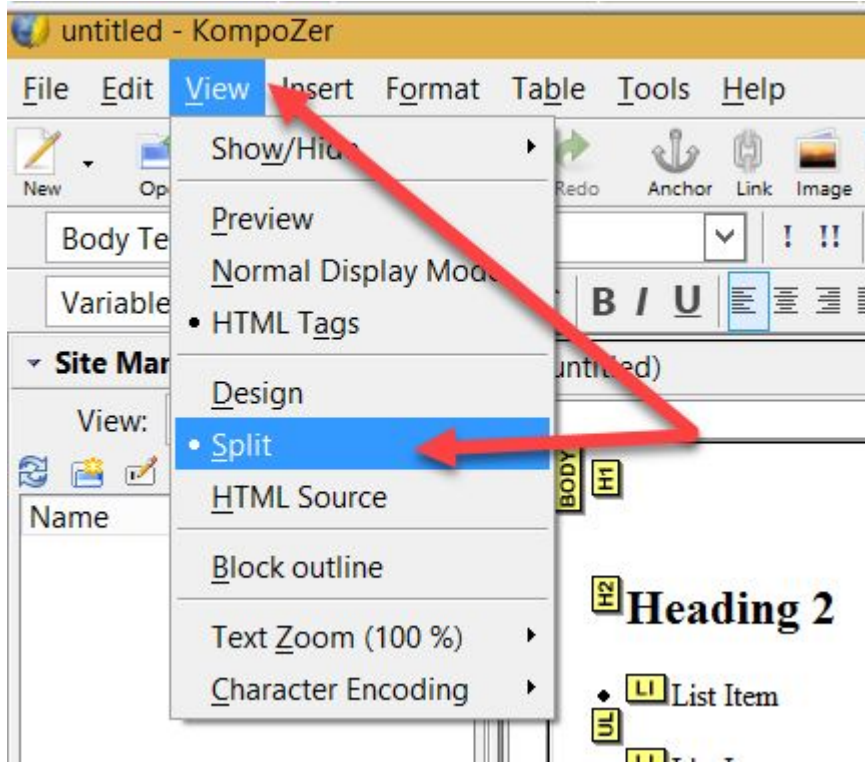 untitled - KompoZer
File Edit View Insert Format Table Tools Help
Show/Hide
New Redo Anchor Link Image
Preview
Body ! !!
Normal Display Mode
Variable B I U
HTML Tags
Site
(untitled)
Design
View:
Split
BODY H1
HTML Source
Name
Block outline
H2 Heading 2
Text Zoom (100 %)
Character Encoding
LI List Item
UL
LI